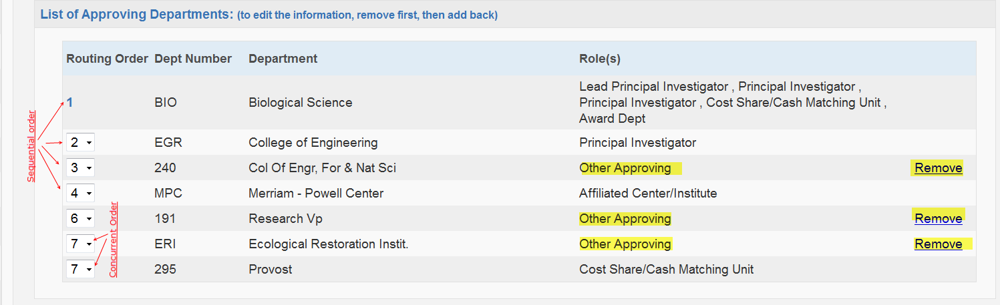 List of Approving Departments: (to edit the information, remove first, then add back)
Routing Order Dept Number Department Role(s)
1 BIO Biological Science Lead Principal Investigator , Principal Investigator ,
Principal Investigator , Cost Share/Cash Matching Unit ,
Award Dept
2 EGR College of Engineering Principal Investigator
3 240 Col Of Engr, For & Nat Sci Other Approving Remove
4 MPC Merriam - Powell Center Affiliated Center/Institute
6 191 Research Vp Other Approving Remove
7 ERI Ecological Restoration Instit. Other Approving Remove
7 295 Provost Cost Share/Cash Matching Unit
Sequential order
Concurrent Order